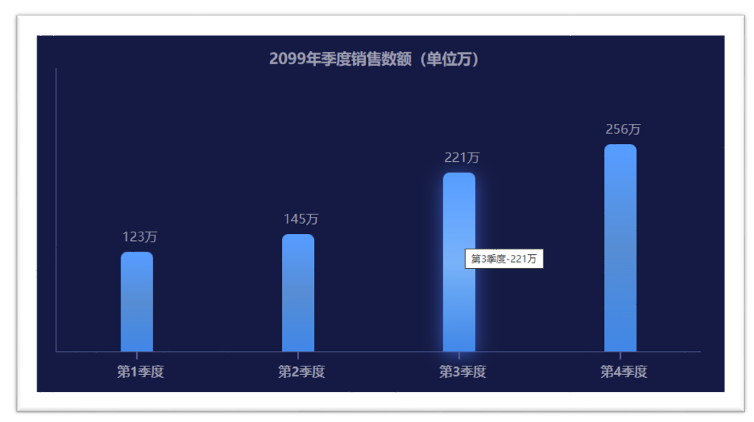 2099年季度销售数额（单位万）
256万
221万
145万
123万
第3季度-221万
第1季度 第2季度 第3季度 第4季度